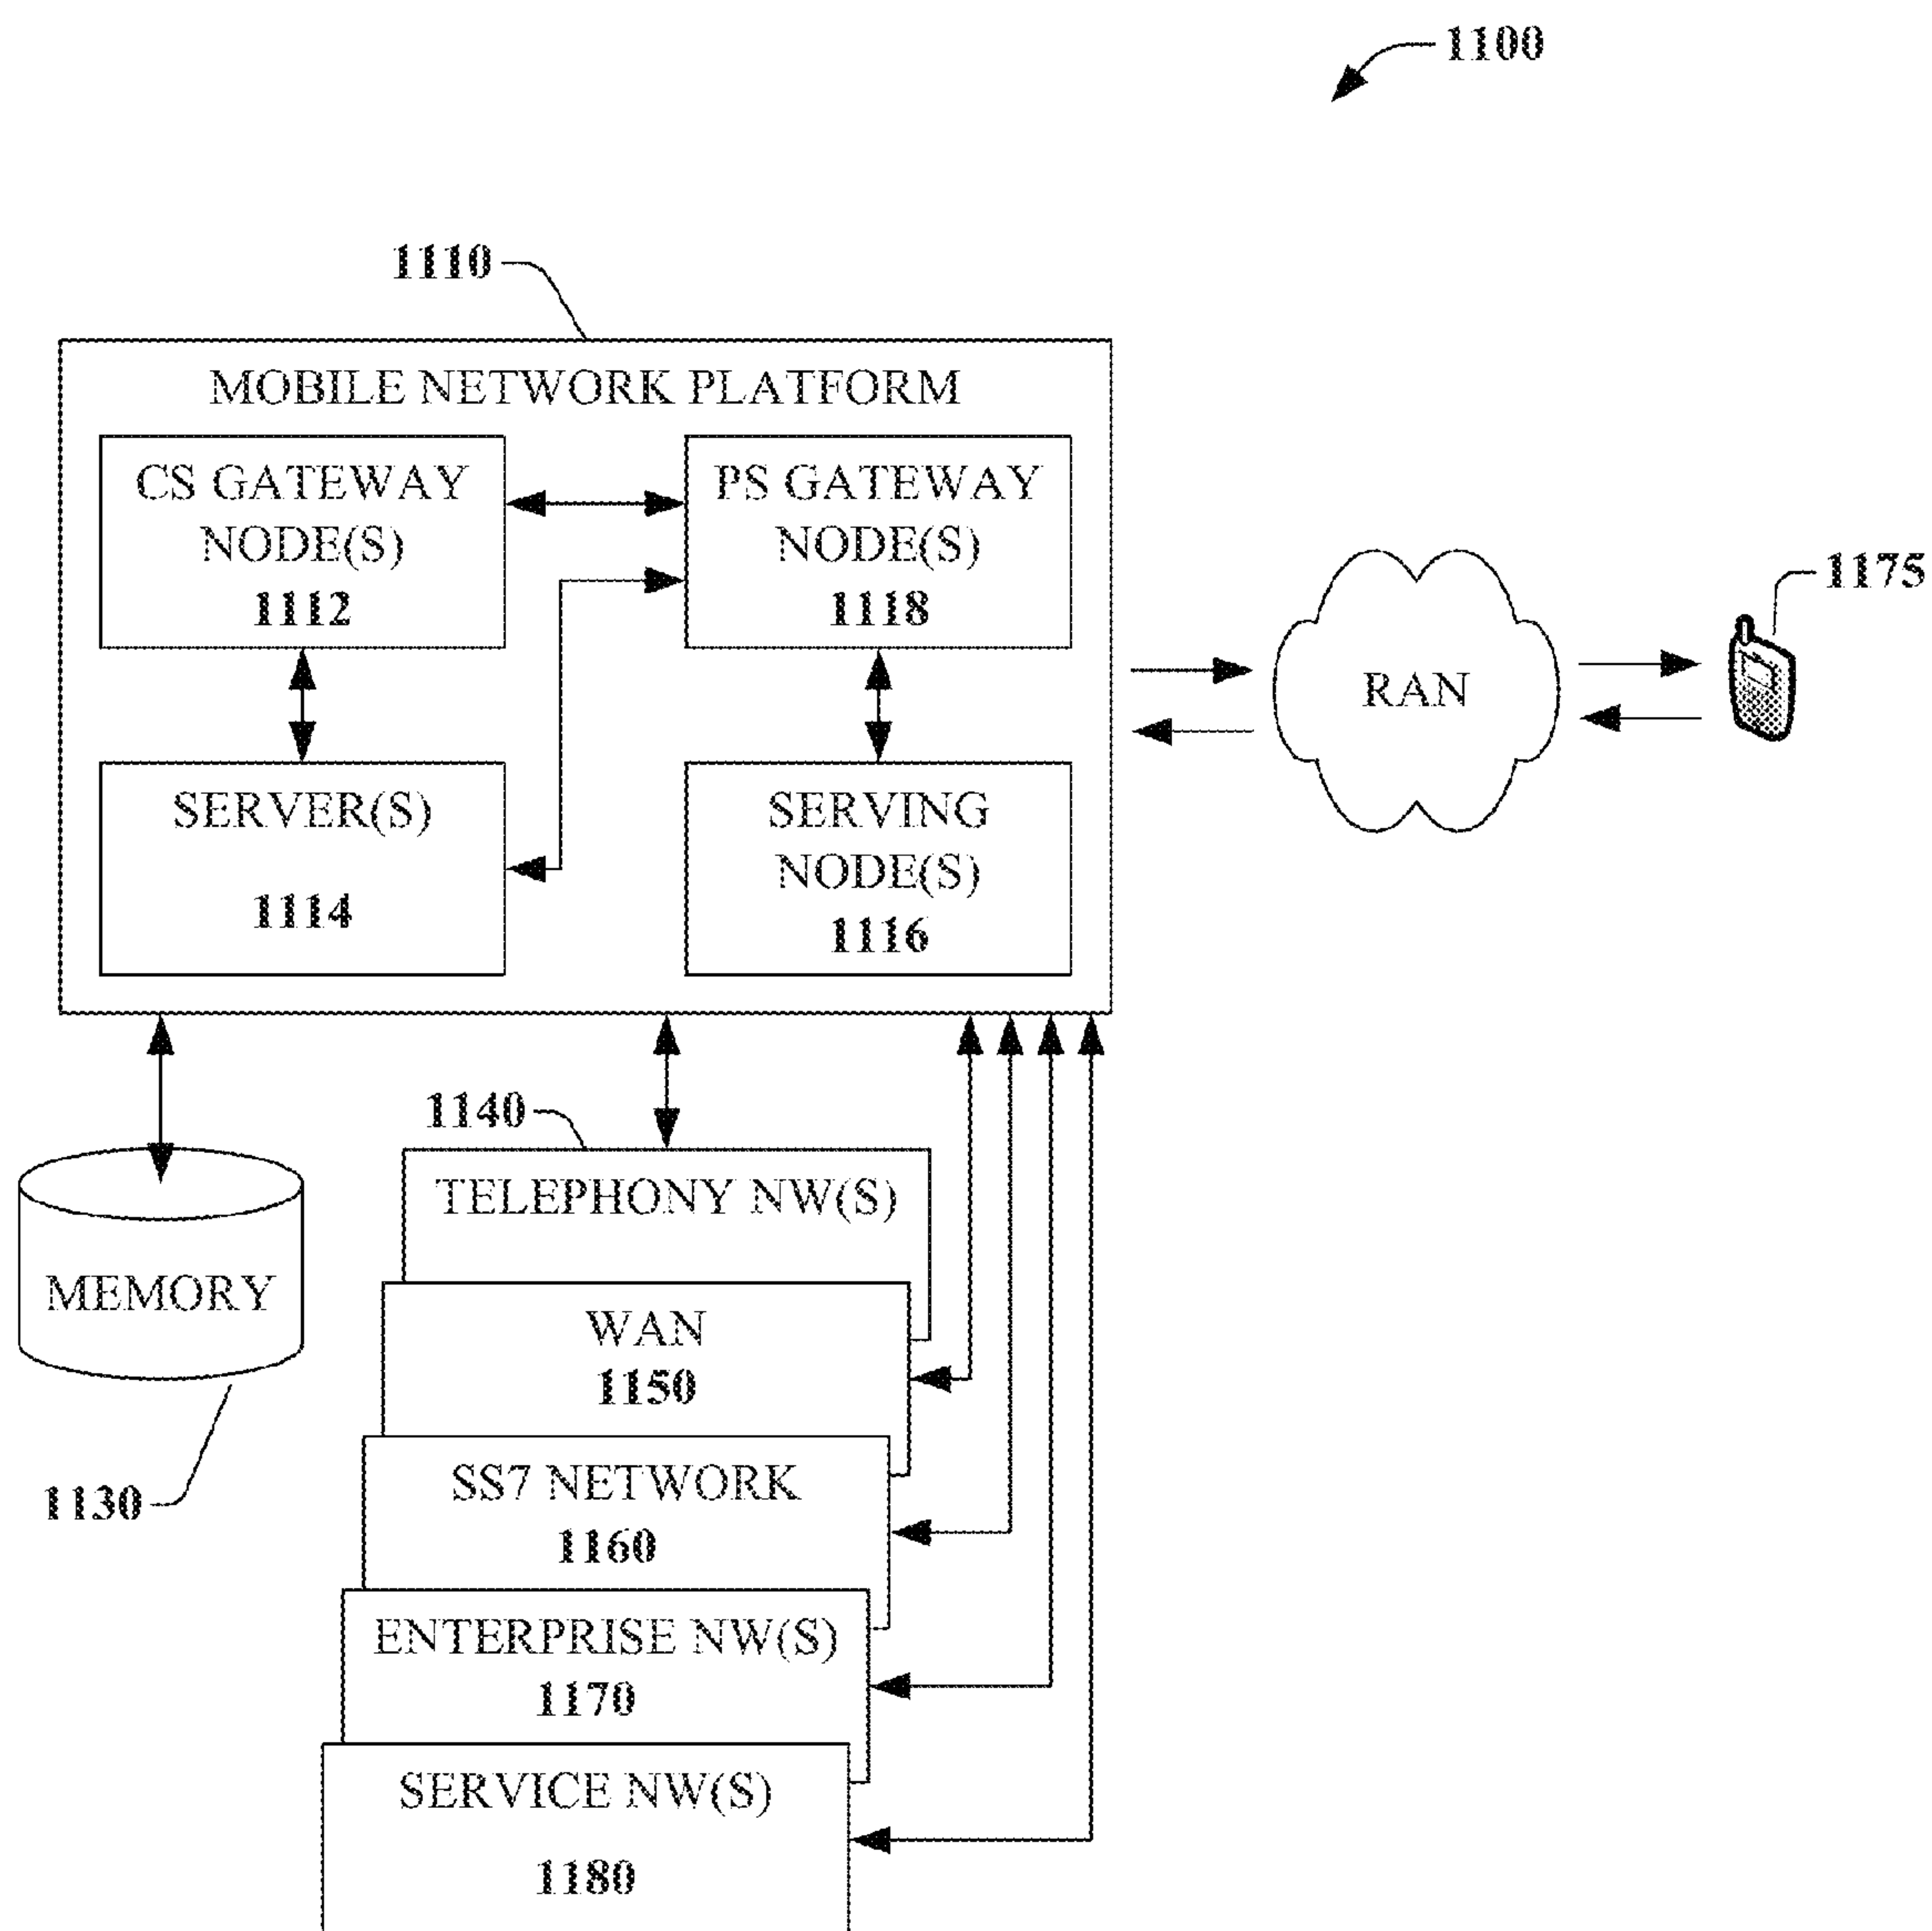 1100
1110
MOBILE NETWORK PLATFORM
CS GATEWAY
NODE(S)
1112
PS GATEWAY
NODE(S)
1118
SERVER(S)
1114
SERVING
NODE(S)
1116
RAN
1175
1140
TELEPHONY NW(S)
MEMORY
1130
WAN
1150
SS7 NETWORK
1160
ENTERPRISE NW(S)
1170
SERVICE NW(S)
1180